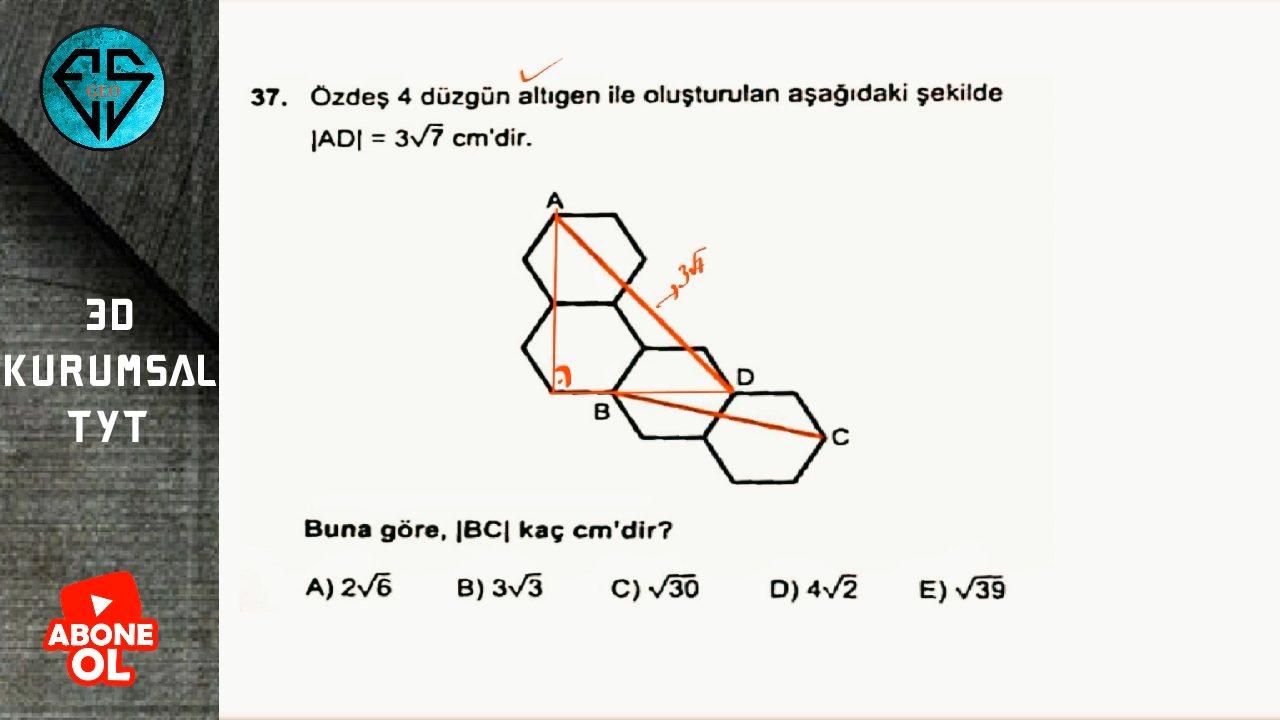 GEO
3D
KURUMSAL
TYT
ABONE
OL
37. Özdeş 4 düzgün altıgen ile oluşturulan aşağıdaki şekilde
|AD| = 3√7 cm'dir.
A
3√7
D
B
C
Buna göre, |BC| kaç cm'dir?
A) 2√6 B) 3√3 C) √30 D) 4√2 E) √39